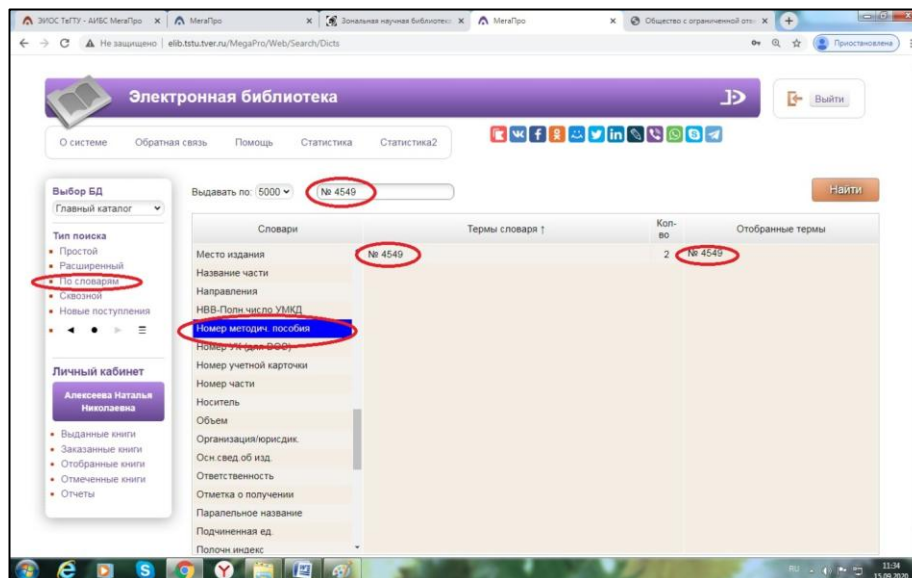 ЭИОС ТвГТУ - АИБС МегаПро
МегаПро
Зональная научная библиотека
МегаПро
Общество с ограниченной отв
Не защищено | elib.tstu.tver.ru/MegaPro/Web/Search/Dicts
Приостановлена
Электронная библиотека
Выйти
О системе Обратная связь Помощь Статистика Статистика2
Выбор БД
Главный каталог
Тип поиска
Простой
Расширенный
По словарям
Сквозной
Новые поступления
Личный кабинет
Алексеева Наталья
Николаевна
Выданные книги
Заказанные книги
Отобранные книги
Отмеченные книги
Отчеты
Выдавать по: 5000 № 4549 Найти
Словари Термы словаря ↑ Кол-во Отобранные термы
Место издания № 4549 2 № 4549
Название части
Направления
НВВ-Полн число УМКД
Номер методич. пособия
Номер УК (для ВОС)
Номер учетной карточки
Номер части
Носитель
Объем
Организация/юрисдик.
Осн.свед.об изд.
Ответственность
Отметка о получении
Паралельное название
Подчиненная ед.
Полочн.индекс
RU 11:34
15.09.2020